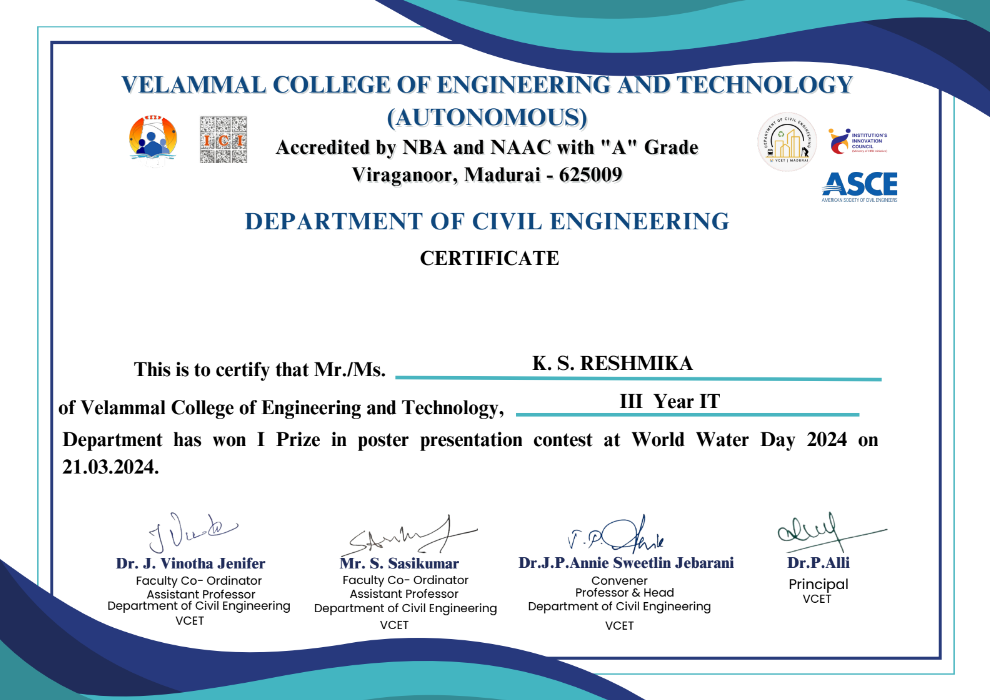 VELAMMAL COLLEGE OF ENGINEERING AND TECHNOLOGY
(AUTONOMOUS)
Accredited by NBA and NAAC with "A" Grade
Viraganoor, Madurai - 625009
ICI
INSTITUTION'S
INNOVATION
COUNCIL
ASCE
AMERICAN SOCIETY OF CIVIL ENGINEERS
DEPARTMENT OF CIVIL ENGINEERING
CERTIFICATE
This is to certify that Mr./Ms. K. S. RESHMIKA
of Velammal College of Engineering and Technology, III Year IT
Department has won I Prize in poster presentation contest at World Water Day 2024 on
21.03.2024.
Dr. J. Vinotha Jenifer
Faculty Co- Ordinator
Assistant Professor
Department of Civil Engineering
VCET
Mr. S. Sasikumar
Faculty Co- Ordinator
Assistant Professor
Department of Civil Engineering
VCET
Dr.J.P.Annie Sweetlin Jebarani
Convener
Professor & Head
Department of Civil Engineering
VCET
Dr.P.Alli
Principal
VCET